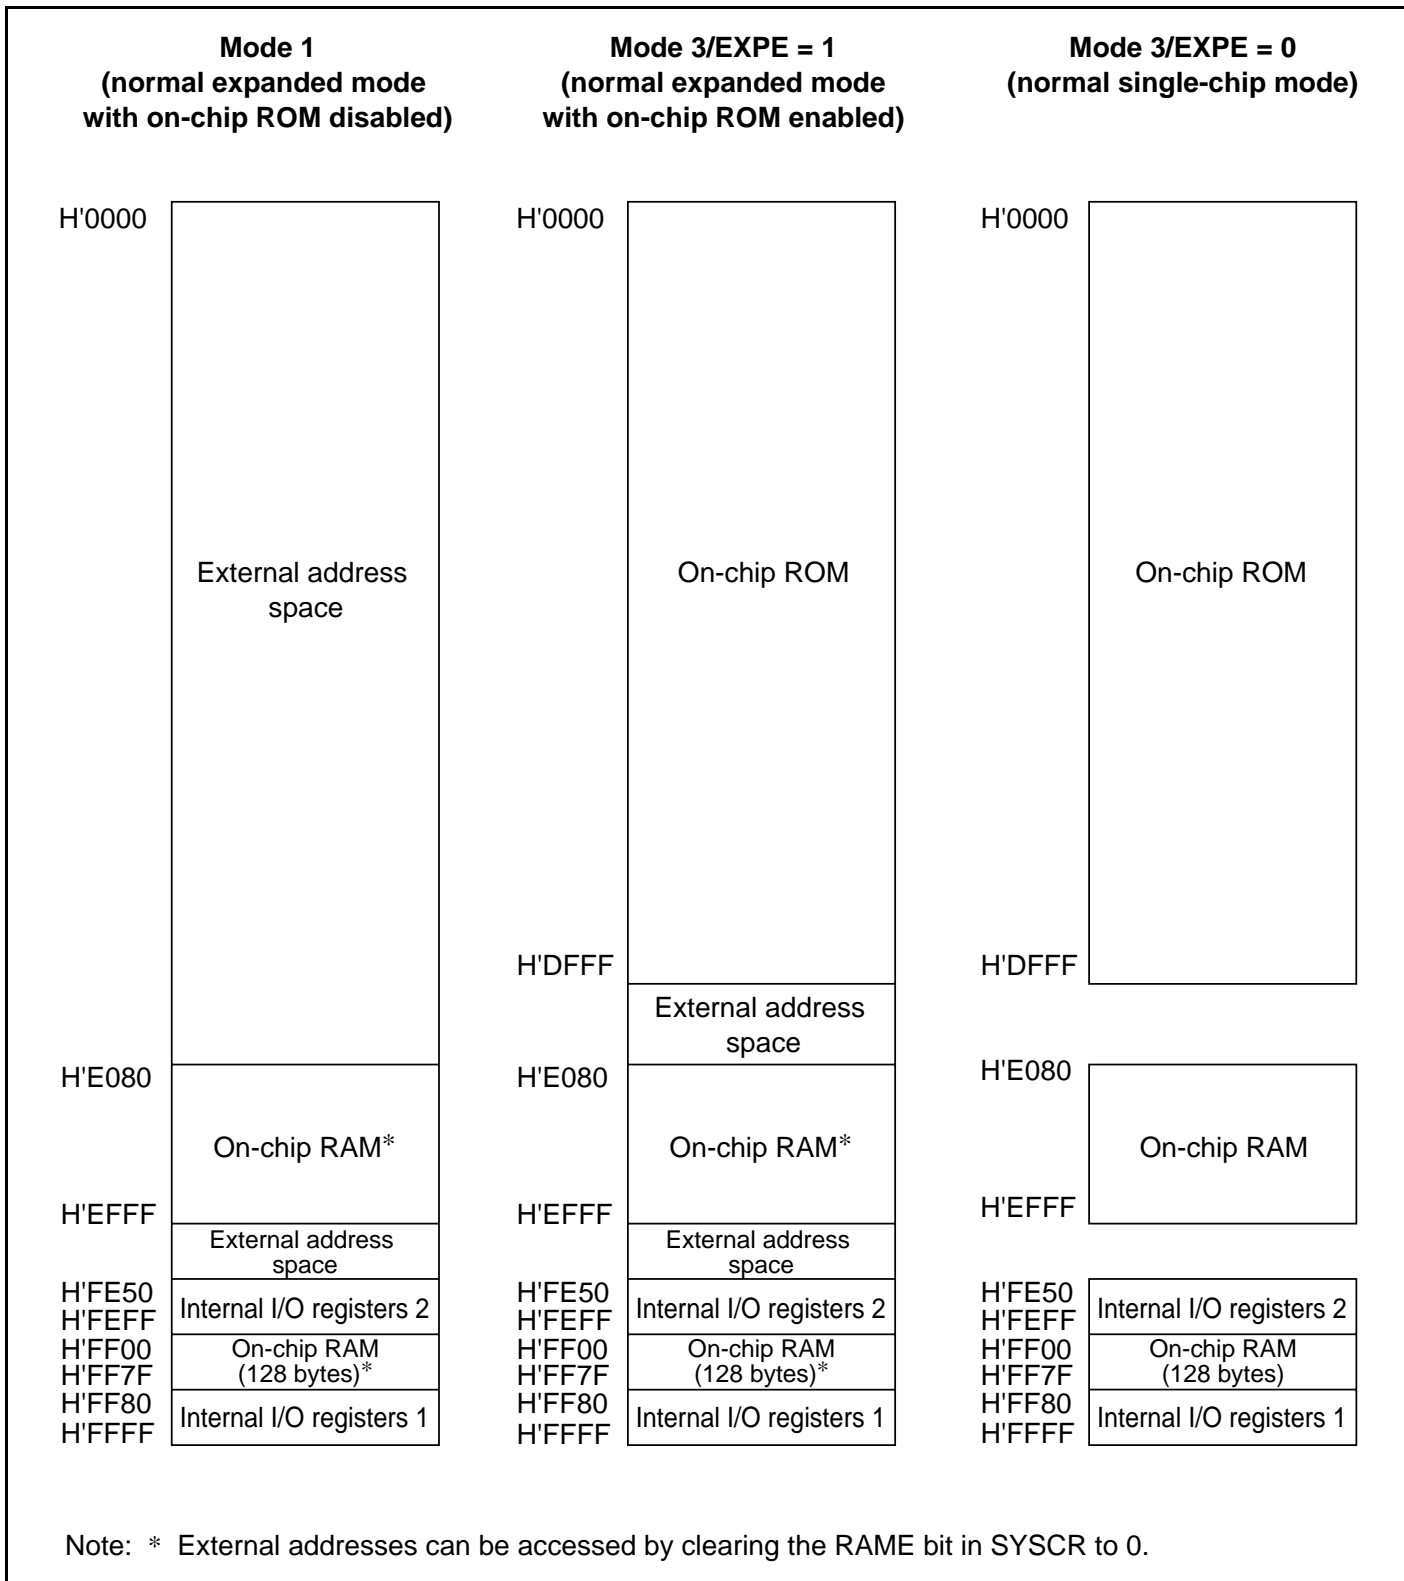 Mode 1
(normal expanded mode
with on-chip ROM disabled)
H'0000
External address
space
H'E080
On-chip RAM*
H'EFFF
External address
space
H'FE50
H'FEFF
Internal I/O registers 2
H'FF00
H'FF7F
On-chip RAM
(128 bytes)*
H'FF80
H'FFFF
Internal I/O registers 1
Mode 3/EXPE = 1
(normal expanded mode
with on-chip ROM enabled)
H'0000
On-chip ROM
H'DFFF
External address
space
H'E080
On-chip RAM*
H'EFFF
External address
space
H'FE50
H'FEFF
Internal I/O registers 2
H'FF00
H'FF7F
On-chip RAM
(128 bytes)*
H'FF80
H'FFFF
Internal I/O registers 1
Mode 3/EXPE = 0
(normal single-chip mode)
H'0000
On-chip ROM
H'DFFF
H'E080
On-chip RAM
H'EFFF
H'FE50
H'FEFF
Internal I/O registers 2
H'FF00
H'FF7F
On-chip RAM
(128 bytes)
H'FF80
H'FFFF
Internal I/O registers 1
Note: * External addresses can be accessed by clearing the RAME bit in SYSCR to 0.